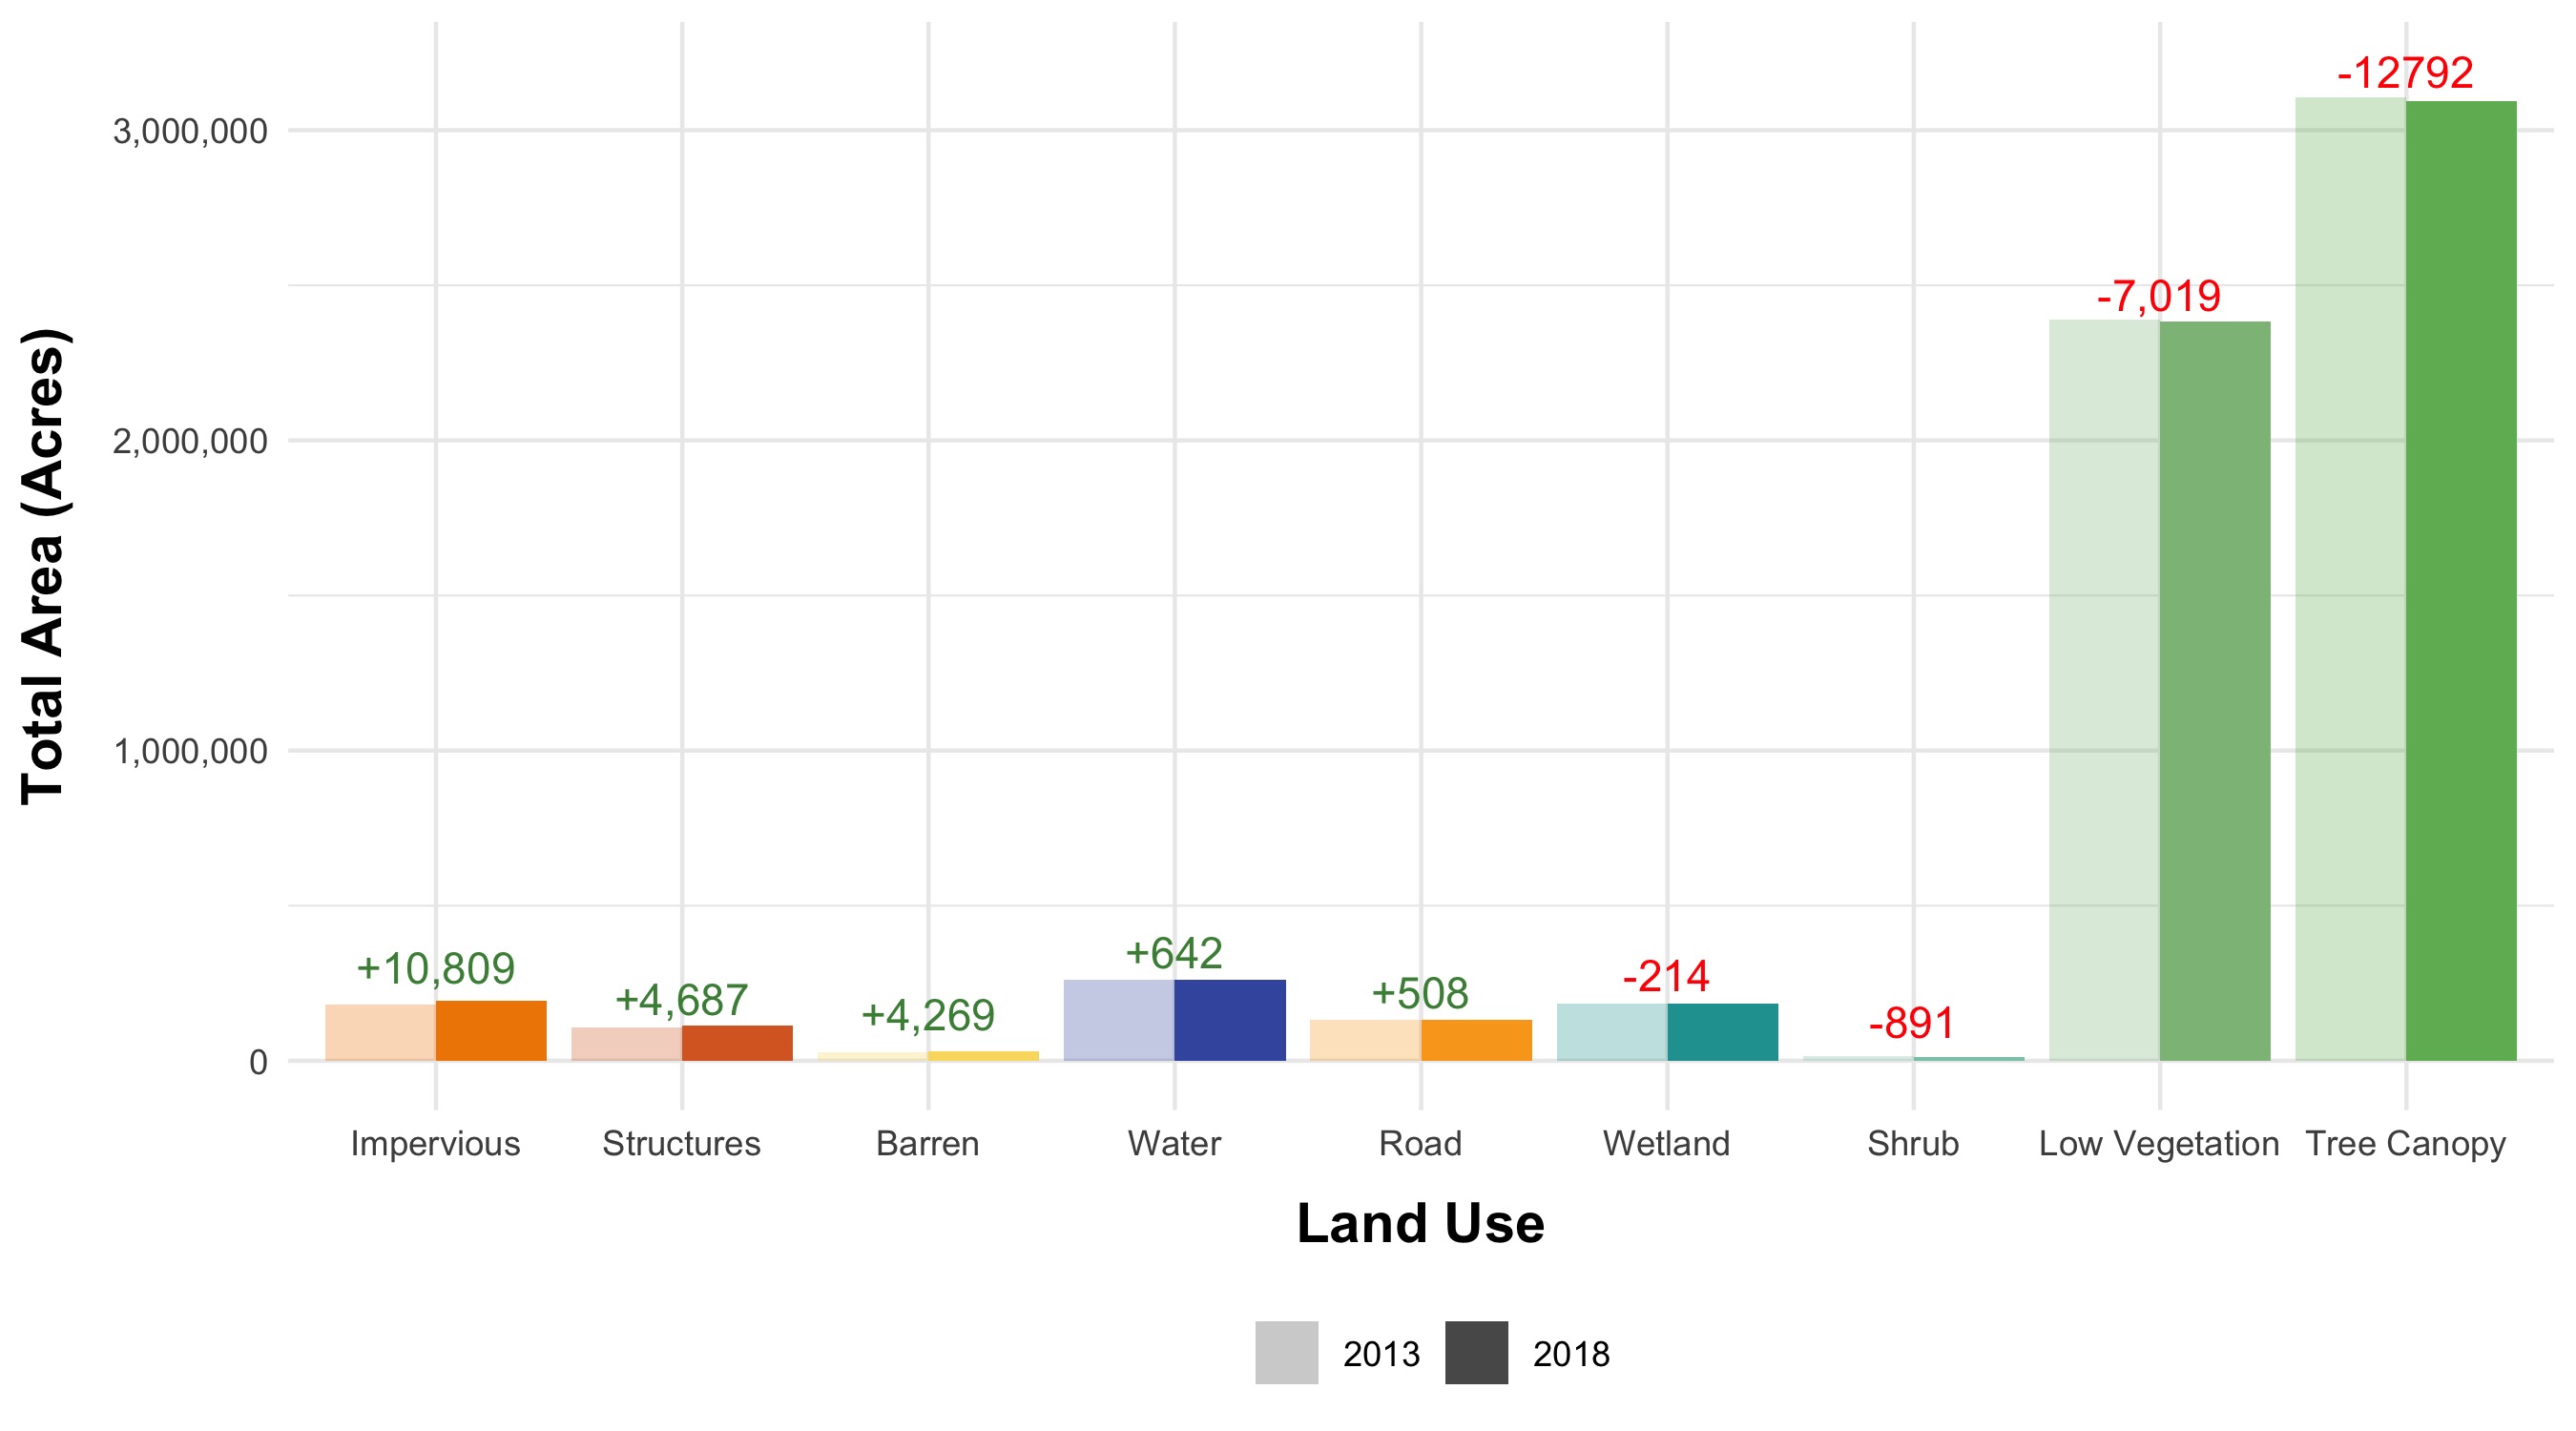 Total Area (Acres)
3,000,000
2,000,000
1,000,000
0
+10,809
+4,687
+4,269
+642
+508
-214
-891
-7,019
-12792
Impervious
Structures
Barren
Water
Road
Wetland
Shrub
Low Vegetation
Tree Canopy
Land Use
2013
2018